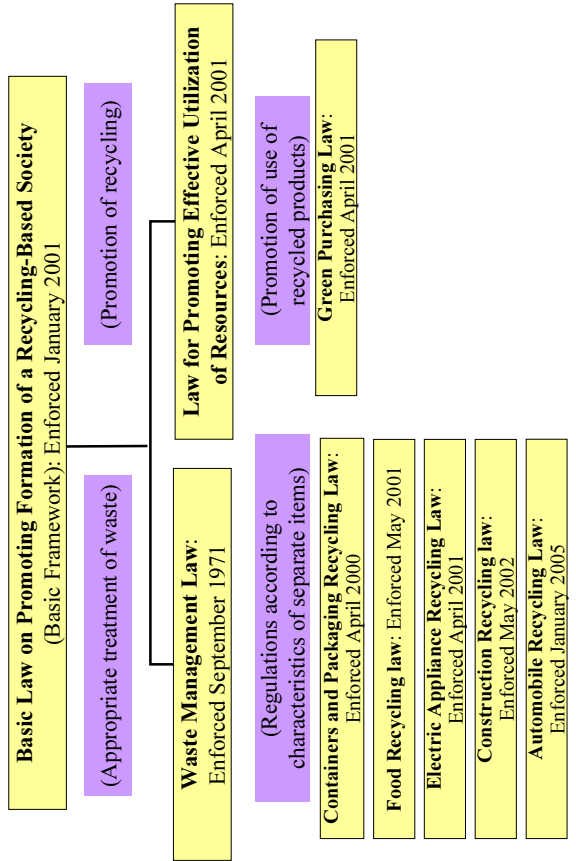 Basic Law on Promoting Formation of a Recycling-Based Society
(Basic Framework): Enforced January 2001
(Appropriate treatment of waste)
(Promotion of recycling)
Waste Management Law:
Enforced September 1971
Law for Promoting Effective Utilization
of Resources: Enforced April 2001
(Regulations according to
characteristics of separate items)
(Promotion of use of
recycled products)
Containers and Packaging Recycling Law:
Enforced April 2000
Food Recycling law: Enforced May 2001
Electric Appliance Recycling Law:
Enforced April 2001
Construction Recycling law:
Enforced May 2002
Automobile Recycling Law:
Enforced January 2005
Green Purchasing Law:
Enforced April 2001